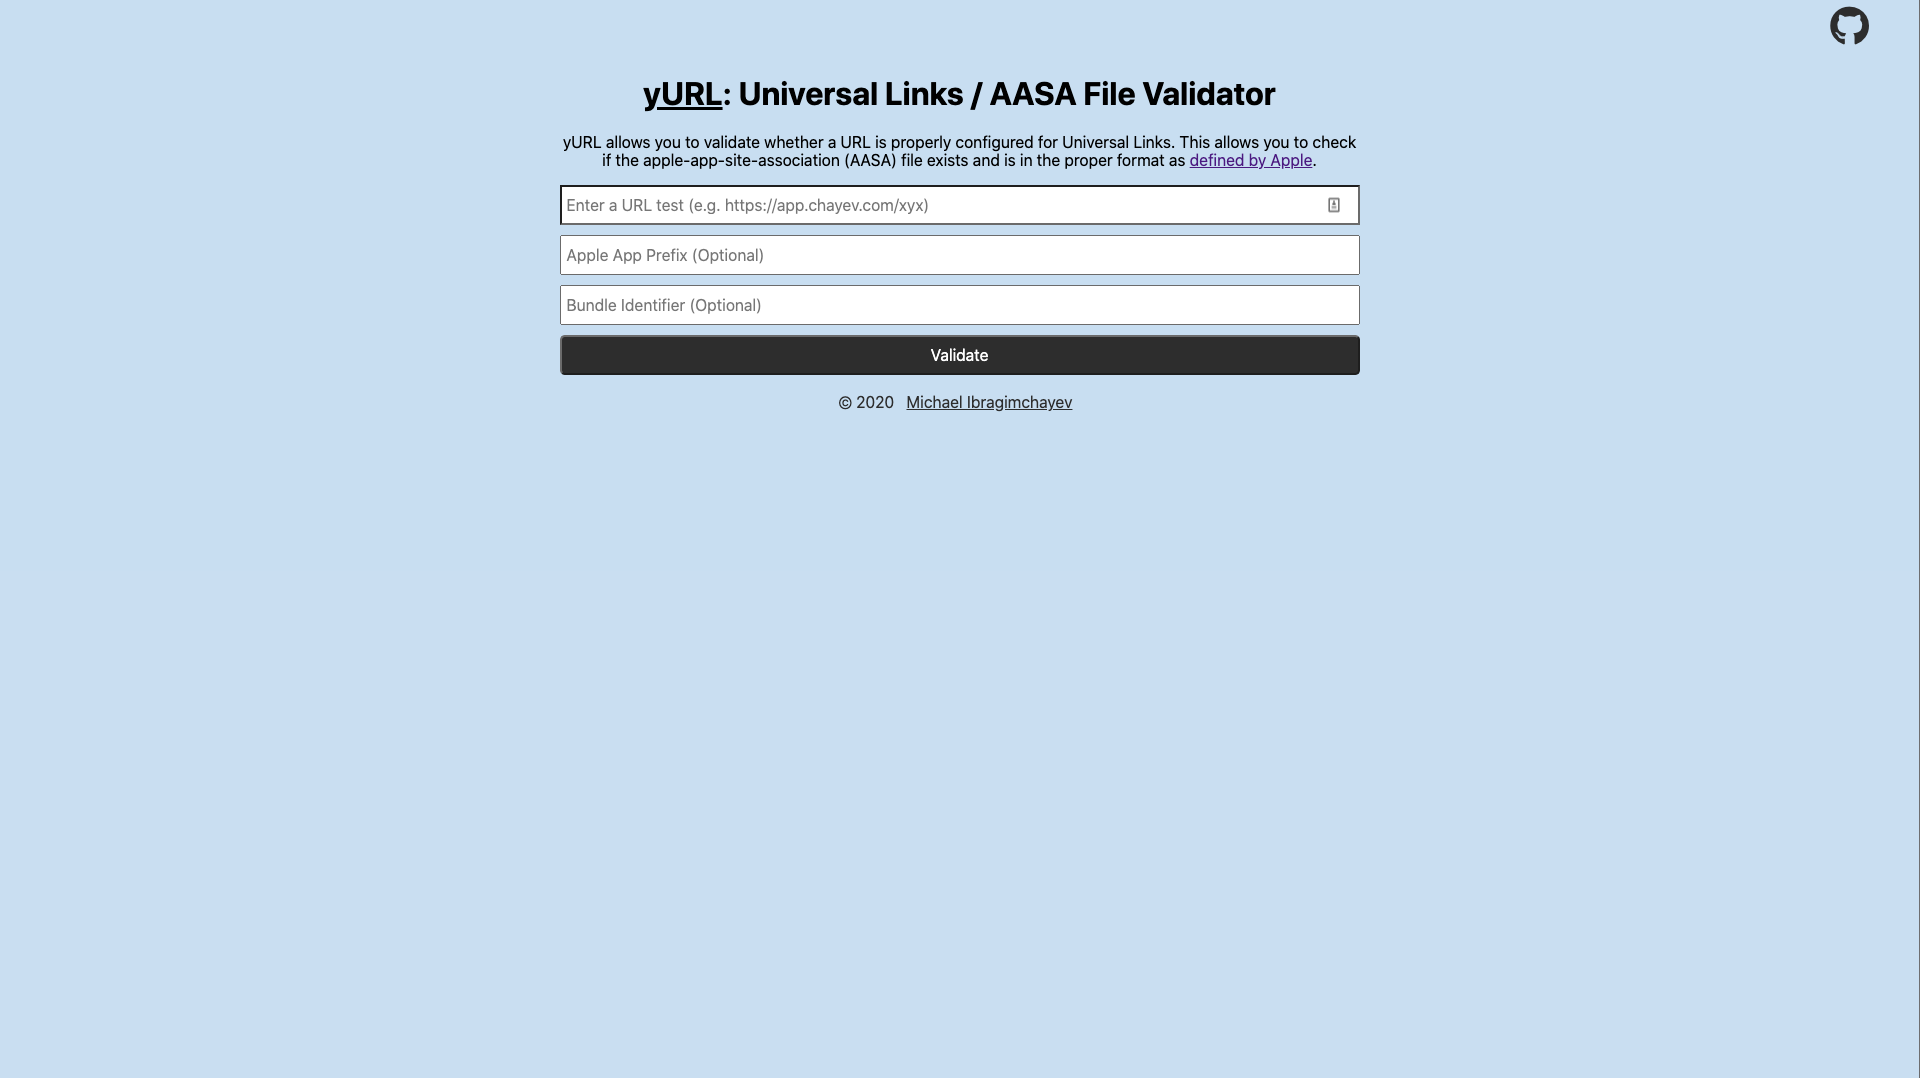 yURL: Universal Links / AASA File Validator
yURL allows you to validate whether a URL is properly configured for Universal Links. This allows you to check
if the apple-app-site-association (AASA) file exists and is in the proper format as defined by Apple.
Enter a URL test (e.g. https://app.chayev.com/xyx)
Apple App Prefix (Optional)
Bundle Identifier (Optional)
Validate
© 2020 Michael Ibragimchayev